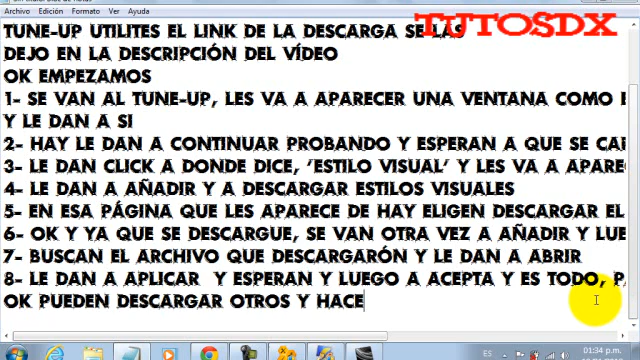 TUTOSDX
Archivo Edición Formato Ver Ayuda
TUNE-UP UTILITES EL LINK DE LA DESCARGA SE LAS
DEJO EN LA DESCRIPCIÓN DEL VÍDEO
OK EMPEZAMOS
1- SE VAN AL TUNE-UP, LES VA A APARECER UNA VENTANA COMO E
Y LE DAN A SI
2- HAY LE DAN A CONTINUAR PROBANDO Y ESPERAN A QUE SE CA
3- LE DAN CLICK A DONDE DICE, 'ESTILO VISUAL' Y LES VA A APARE
4- LE DAN A AÑADIR Y A DESCARGAR ESTILOS VISUALES
5- EN ESA PÁGINA QUE LES APARECE DE HAY ELIGEN DESCARGAR EL
6- OK Y YA QUE SE DESCARGUE, SE VAN OTRA VEZ A AÑADIR Y LUE
7- BUSCAN EL ARCHIVO QUE DESCARGARÓN Y LE DAN A ABRIR
8- LE DAN A APLICAR Y ESPERAN Y LUEGO A ACEPTA Y ES TODO, P
OK PUEDEN DESCARGAR OTROS Y HACE
ES
01:34 p.m.